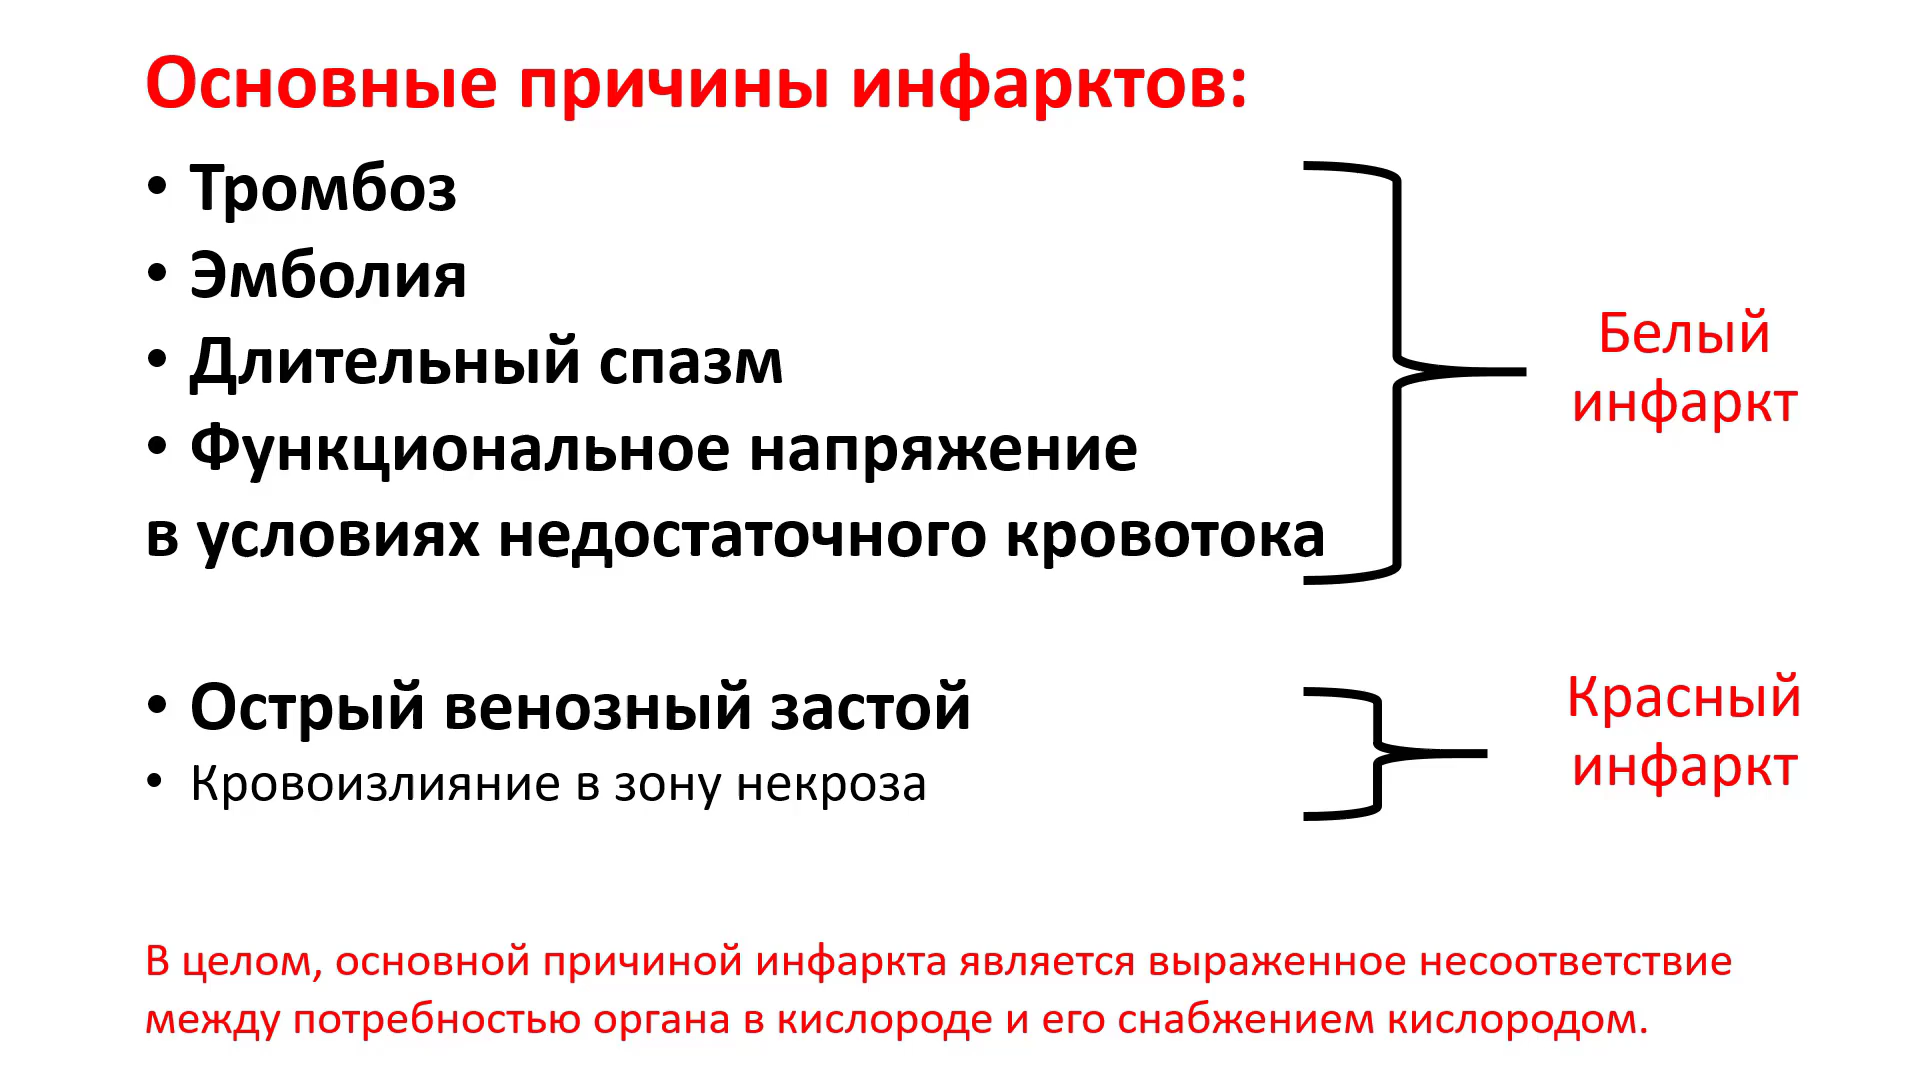 Основные причины инфарктов:
• Тромбоз
• Эмболия
• Длительный спазм
• Функциональное напряжение
в условиях недостаточного кровотока
Белый
инфаркт
• Острый венозный застой
• Кровоизлияние в зону некроза
Красный
инфаркт
В целом, основной причиной инфаркта является выраженное несоответствие
между потребностью органа в кислороде и его снабжением кислородом.